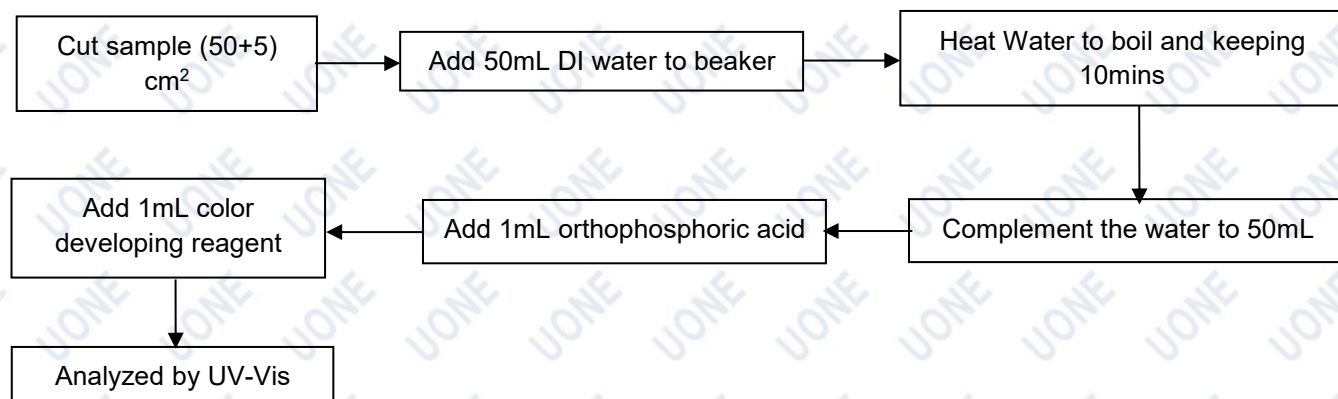 Cut sample (50+5)
cm²
Add 50mL DI water to beaker
Heat Water to boil and keeping
10mins
Complement the water to 50mL
Add 1mL orthophosphoric acid
Add 1mL color
developing reagent
Analyzed by UV-Vis
UONE